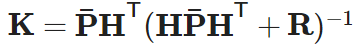 𝐊 = 𝐏̄𝐇ᵀ(𝐇𝐏̄𝐇ᵀ + 𝐑)⁻¹